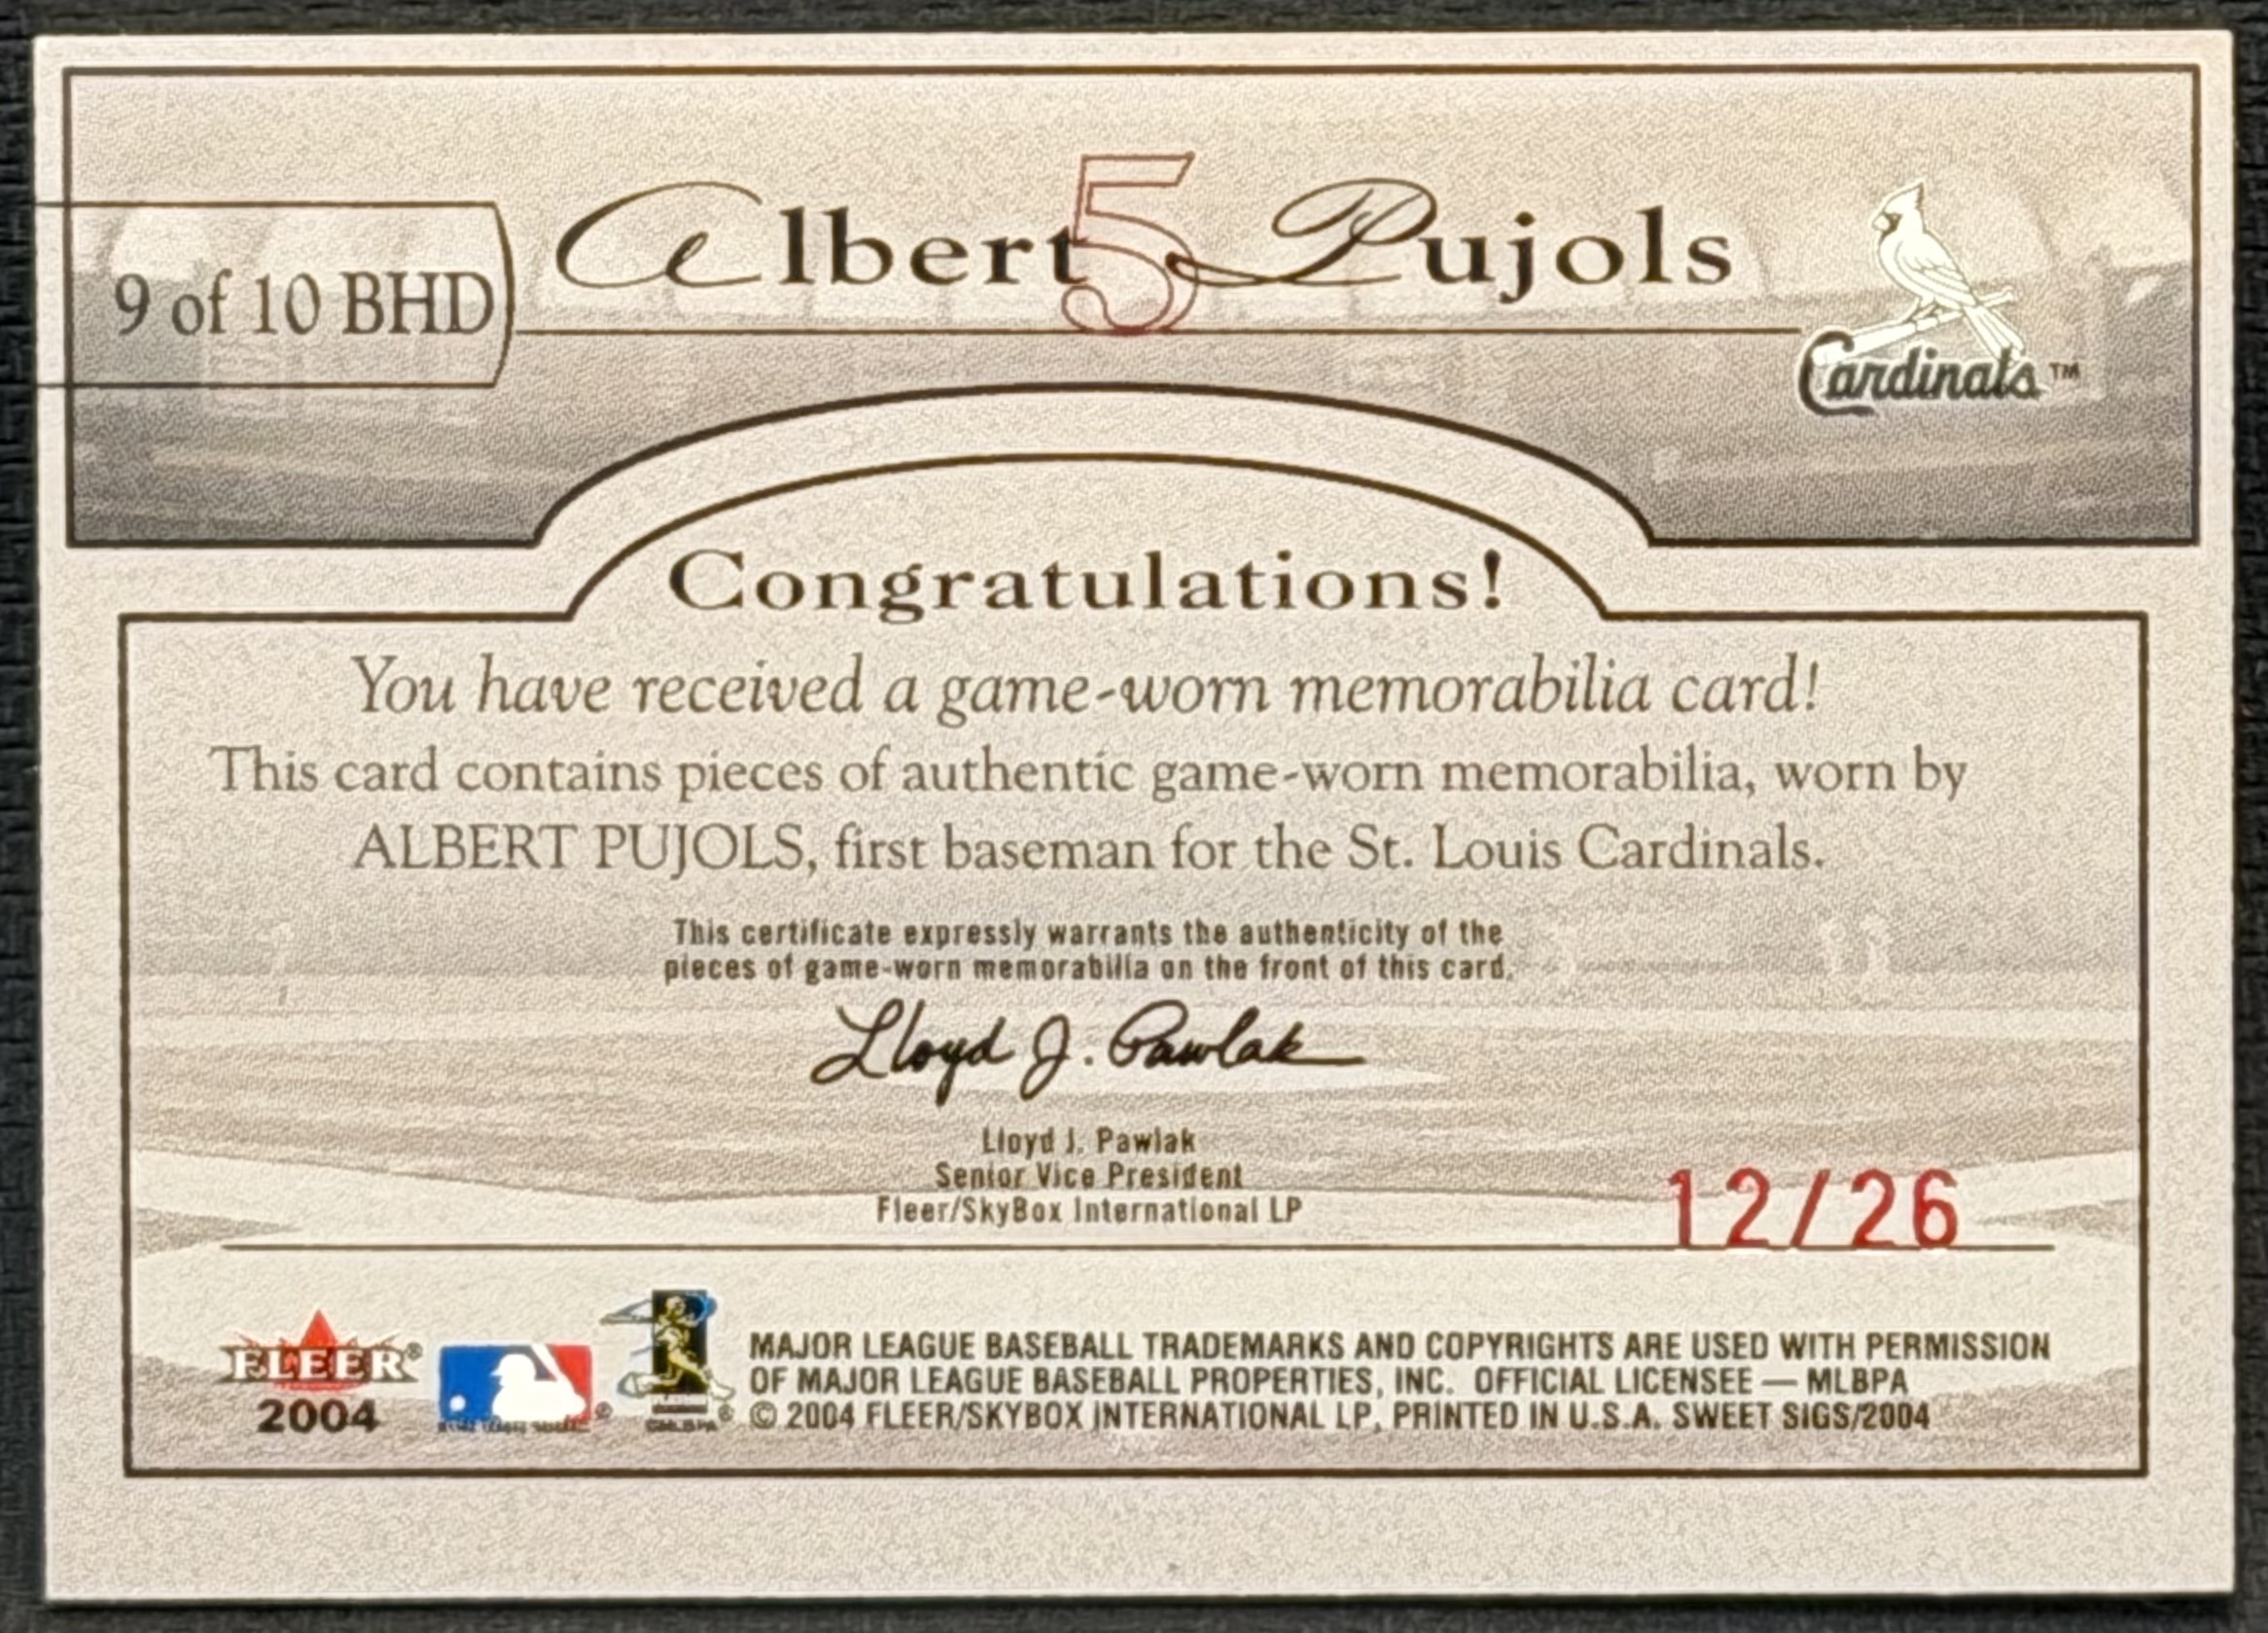 9 of 10 BHD
Albert 5 Pujols
Cardinals™
Congratulations!
You have received a game-worn memorabilia card!
This card contains pieces of authentic game-worn memorabilia, worn by
ALBERT PUJOLS, first baseman for the St. Louis Cardinals.
This certificate expressly warrants the authenticity of the
pieces of game-worn memorabilia on the front of this card.
Lloyd J. Pawlak
Lloyd J. Pawlak
Senior Vice President
Fleer/SkyBox International LP
12/26
FLEER®
2004
MAJOR LEAGUE BASEBALL TRADEMARKS AND COPYRIGHTS ARE USED WITH PERMISSION
OF MAJOR LEAGUE BASEBALL PROPERTIES, INC. OFFICIAL LICENSEE — MLBPA
© 2004 FLEER/SKYBOX INTERNATIONAL LP, PRINTED IN U.S.A. SWEET SIGS/2004